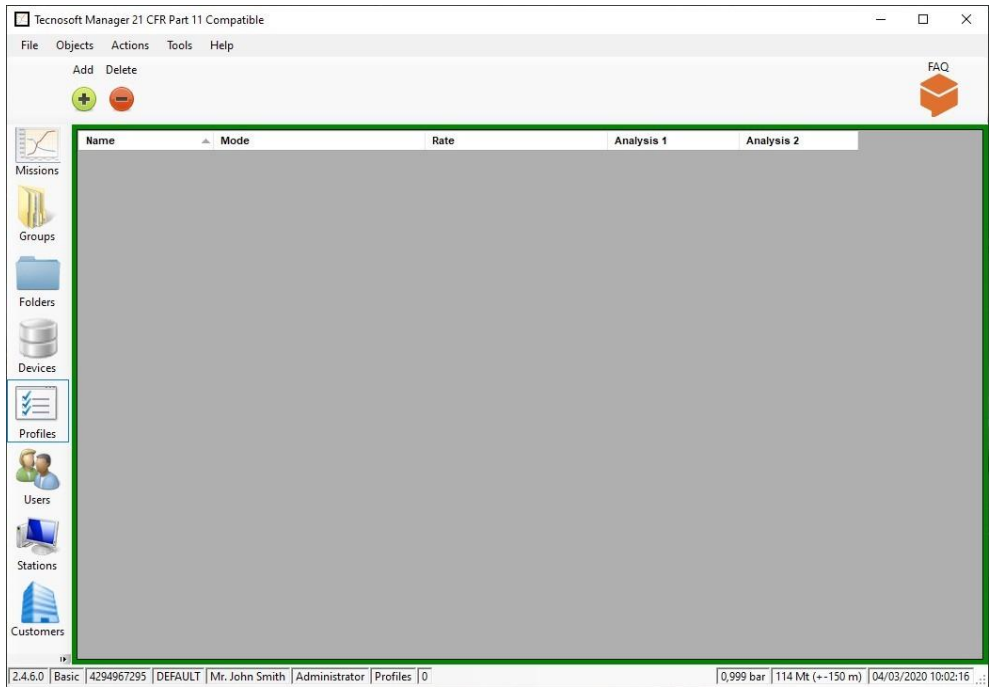 Tecnosoft Manager 21 CFR Part 11 Compatible
File Objects Actions Tools Help
Add Delete
FAQ
Name Mode Rate Analysis 1 Analysis 2
Missions
Groups
Folders
Devices
Profiles
Users
Stations
Customers
2.4.6.0 Basic 4294967295 DEFAULT Mr. John Smith Administrator Profiles 0 0,999 bar 114 Mt (+-150 m) 04/03/2020 10:02:16